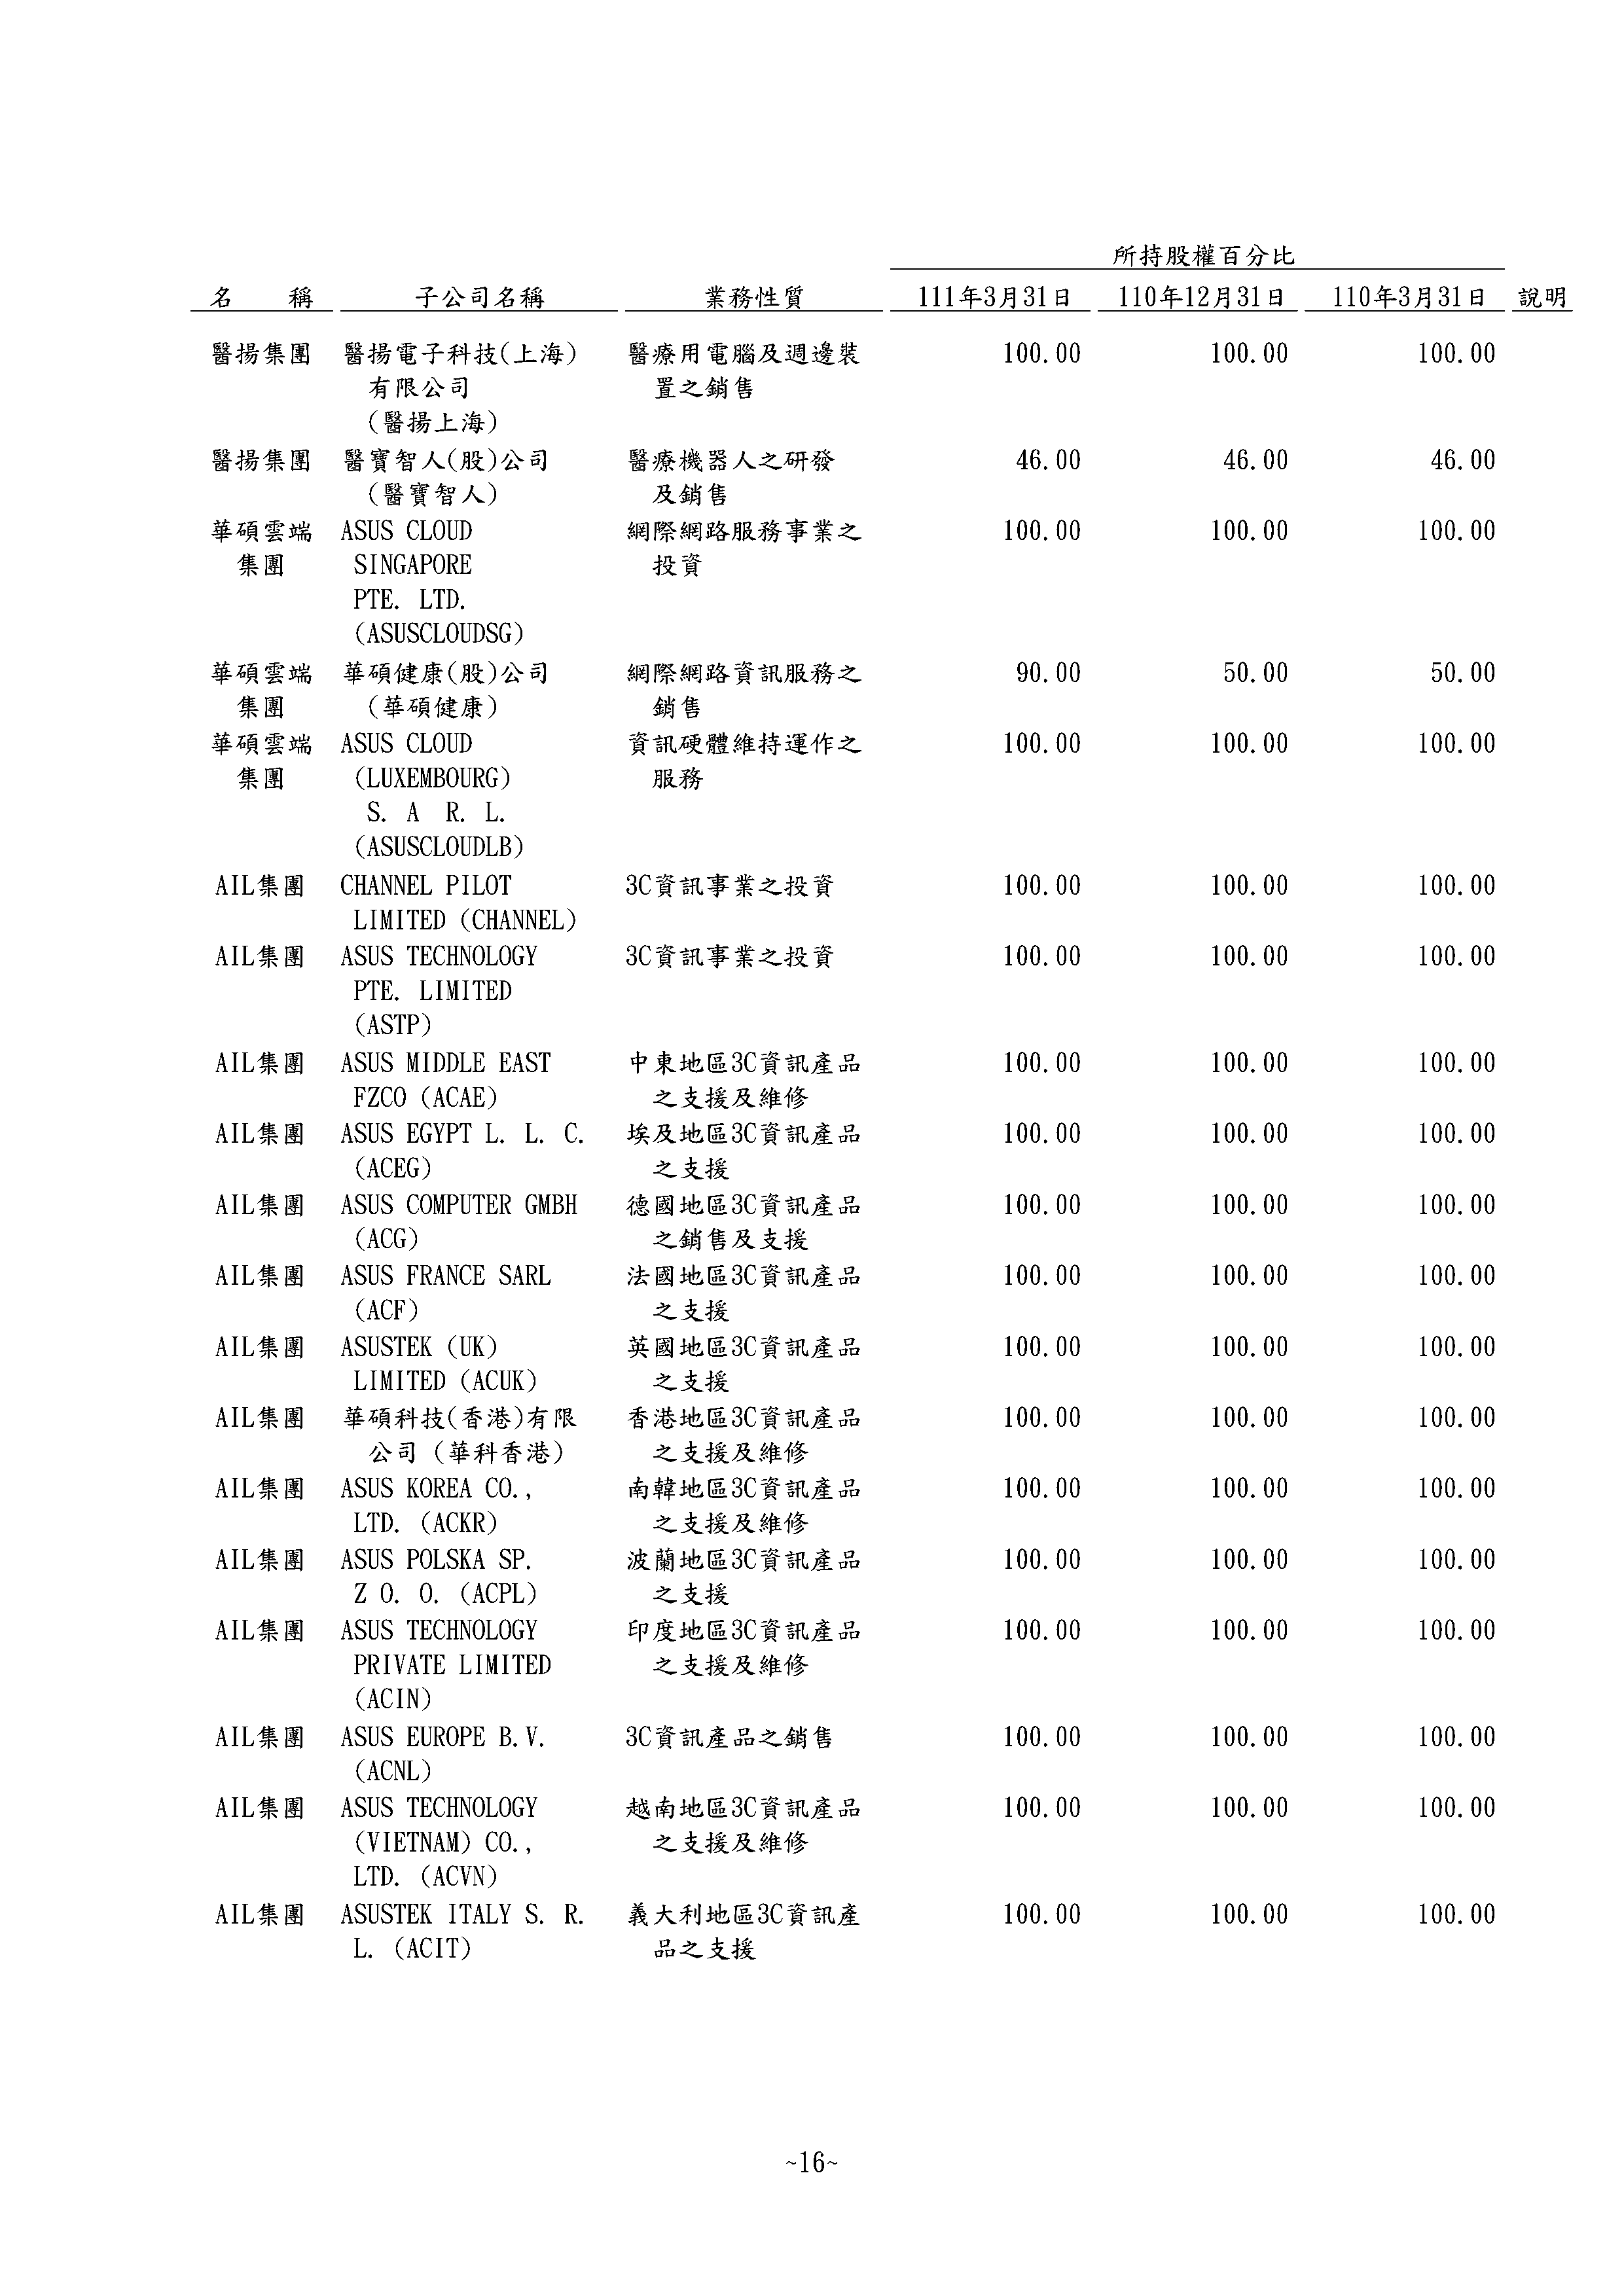 所持股權百分比
名　　稱 子公司名稱 業務性質 111年3月31日 110年12月31日 110年3月31日 說明
醫揚集團 醫揚電子科技(上海) 醫療用電腦及週邊裝 100.00 100.00 100.00
有限公司 置之銷售
(醫揚上海)
醫揚集團 醫寶智人(股)公司 醫療機器人之研發 46.00 46.00 46.00
(醫寶智人) 及銷售
華碩雲端 ASUS CLOUD 網際網路服務事業之 100.00 100.00 100.00
集團 SINGAPORE 投資
PTE. LTD.
(ASUSCLOUDSG)
華碩雲端 華碩健康(股)公司 網際網路資訊服務之 90.00 50.00 50.00
集團 (華碩健康) 銷售
華碩雲端 ASUS CLOUD 資訊硬體維持運作之 100.00 100.00 100.00
集團 (LUXEMBOURG) 服務
S. A R. L.
(ASUSCLOUDLB)
AIL集團 CHANNEL PILOT 3C資訊事業之投資 100.00 100.00 100.00
LIMITED (CHANNEL)
AIL集團 ASUS TECHNOLOGY 3C資訊事業之投資 100.00 100.00 100.00
PTE. LIMITED
(ASTP)
AIL集團 ASUS MIDDLE EAST 中東地區3C資訊產品 100.00 100.00 100.00
FZCO (ACAE) 之支援及維修
AIL集團 ASUS EGYPT L. L. C. 埃及地區3C資訊產品 100.00 100.00 100.00
(ACEG) 之支援
AIL集團 ASUS COMPUTER GMBH 德國地區3C資訊產品 100.00 100.00 100.00
(ACG) 之銷售及支援
AIL集團 ASUS FRANCE SARL 法國地區3C資訊產品 100.00 100.00 100.00
(ACF) 之支援
AIL集團 ASUSTEK (UK) 英國地區3C資訊產品 100.00 100.00 100.00
LIMITED (ACUK) 之支援
AIL集團 華碩科技(香港)有限 香港地區3C資訊產品 100.00 100.00 100.00
公司 (華科香港) 之支援及維修
AIL集團 ASUS KOREA CO., 南韓地區3C資訊產品 100.00 100.00 100.00
LTD. (ACKR) 之支援及維修
AIL集團 ASUS POLSKA SP. 波蘭地區3C資訊產品 100.00 100.00 100.00
Z O. O. (ACPL) 之支援
AIL集團 ASUS TECHNOLOGY 印度地區3C資訊產品 100.00 100.00 100.00
PRIVATE LIMITED 之支援及維修
(ACIN)
AIL集團 ASUS EUROPE B.V. 3C資訊產品之銷售 100.00 100.00 100.00
(ACNL)
AIL集團 ASUS TECHNOLOGY 越南地區3C資訊產品 100.00 100.00 100.00
(VIETNAM) CO., 之支援及維修
LTD. (ACVN)
AIL集團 ASUSTEK ITALY S. R. 義大利地區3C資訊產 100.00 100.00 100.00
L. (ACIT) 品之支援
~16~